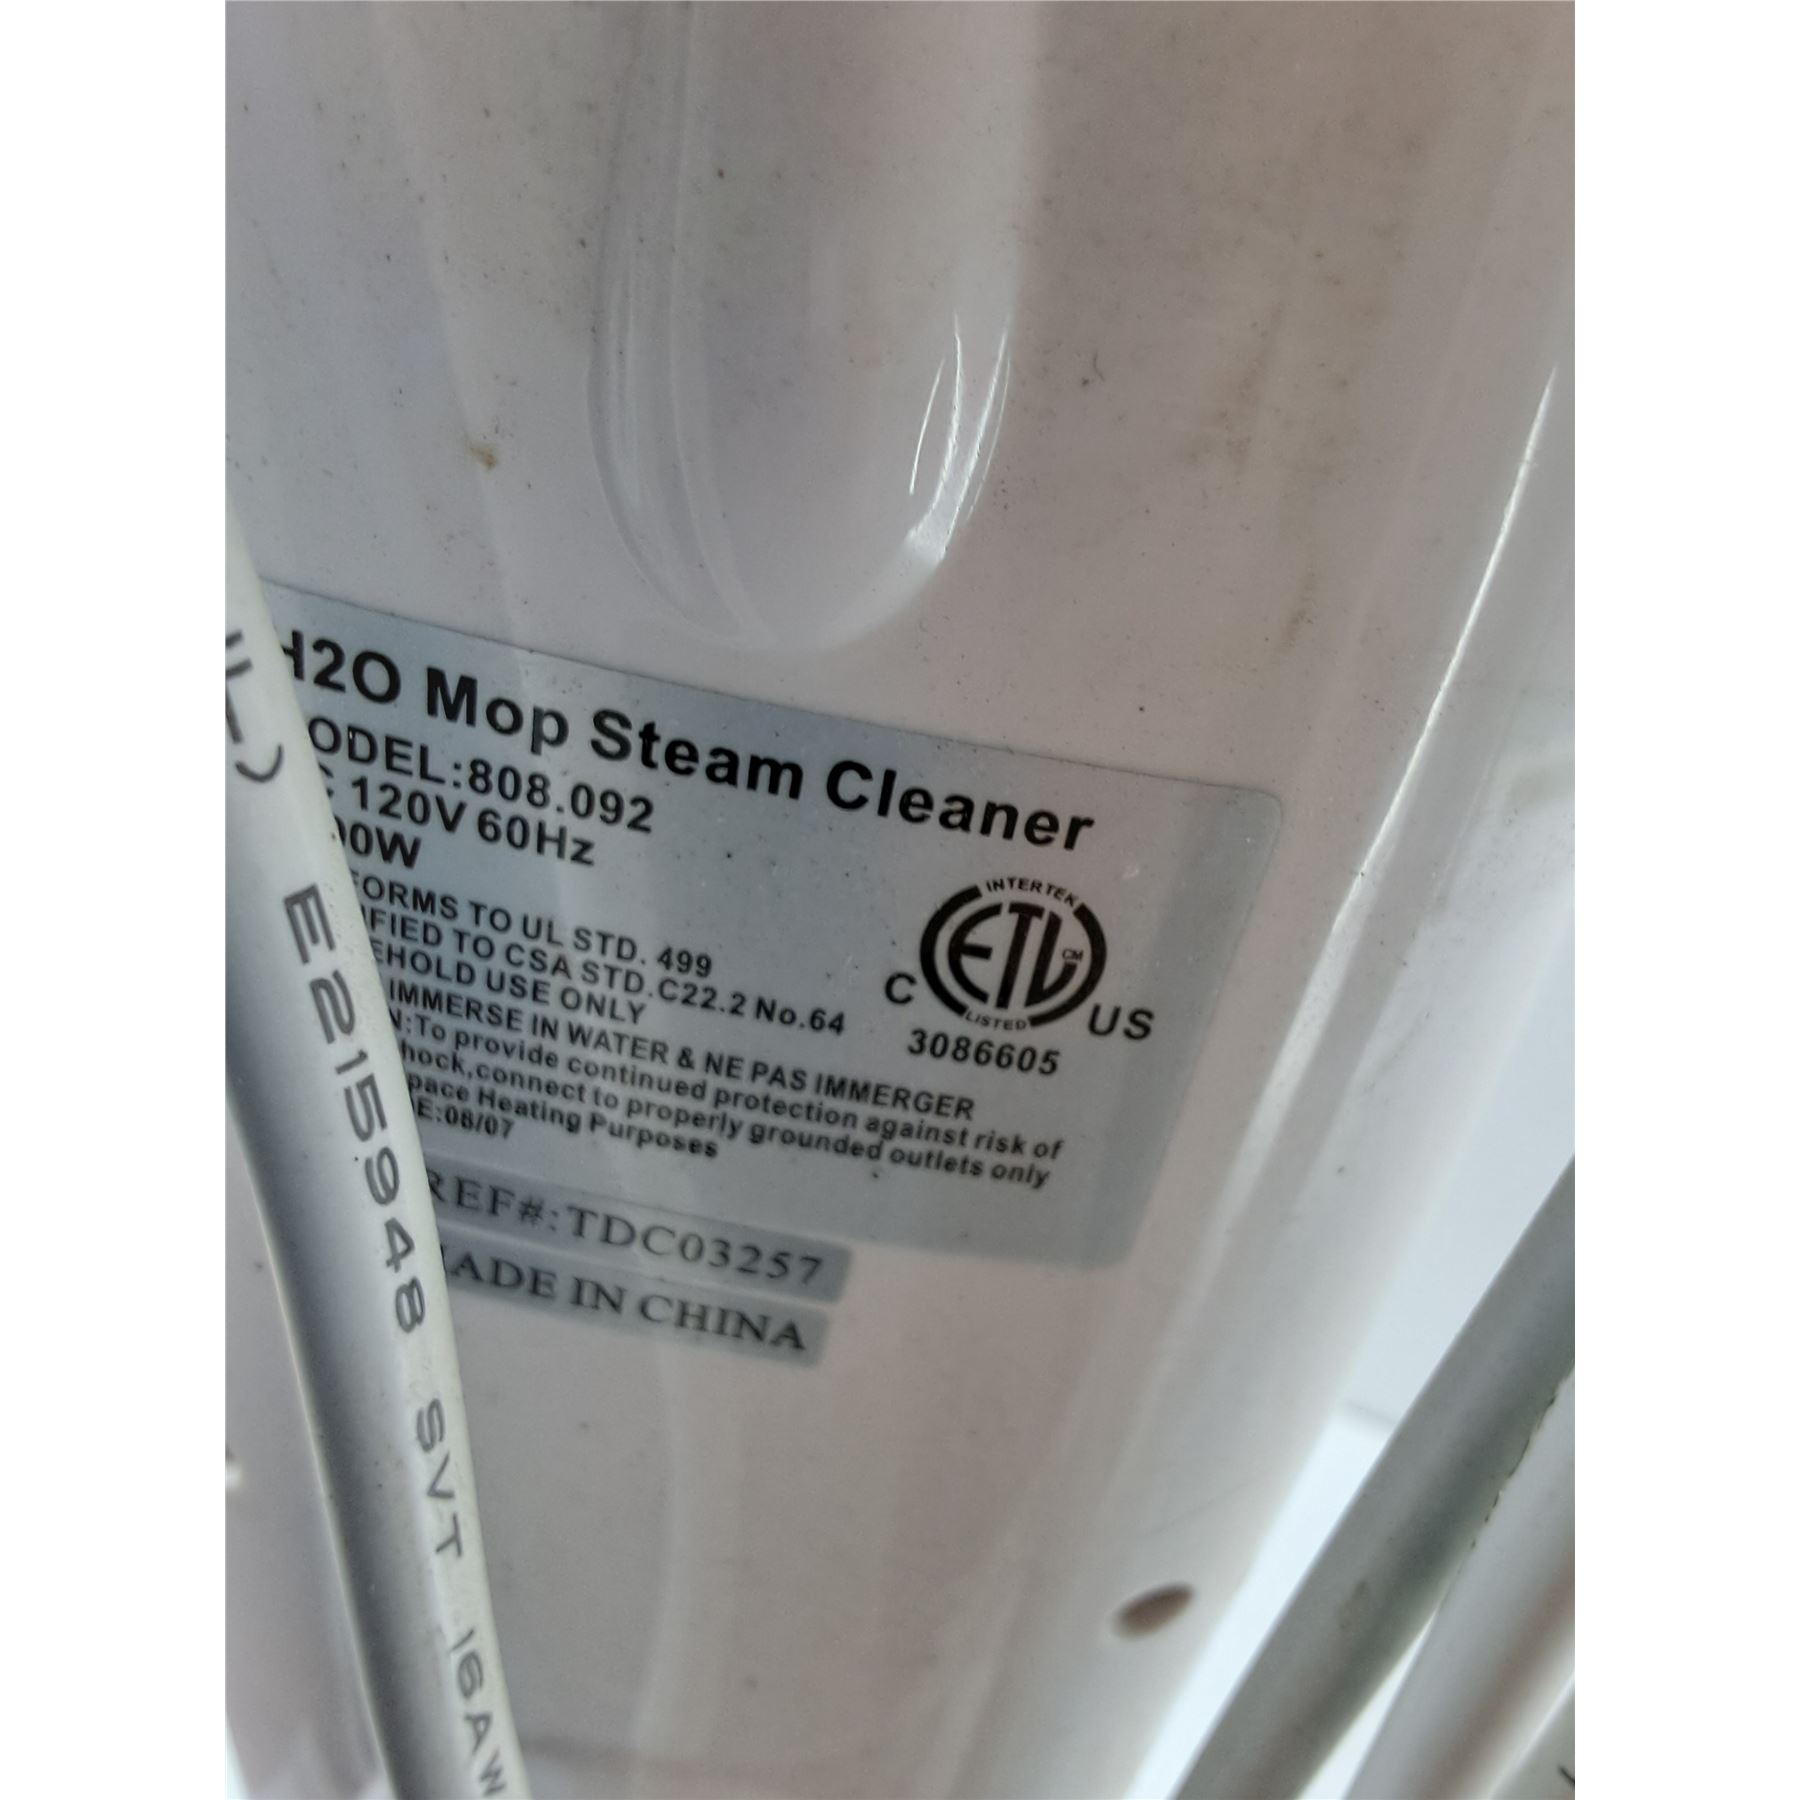 H2O Mop Steam Cleaner
ODEL:808.092
120V 60Hz
00W
FORMS TO UL STD. 499
IFIED TO CSA STD.C22.2 No.64
EHOLD USE ONLY
IMMERSE IN WATER & NE PAS IMMERGER
N:To provide continued protection against risk of
hock,connect to properly grounded outlets only
pace Heating Purposes
E:08/07
INTERTEK
ETL CM
LISTED
C US
3086605
REF#:TDC03257
MADE IN CHINA
E215948 SVT 16AW